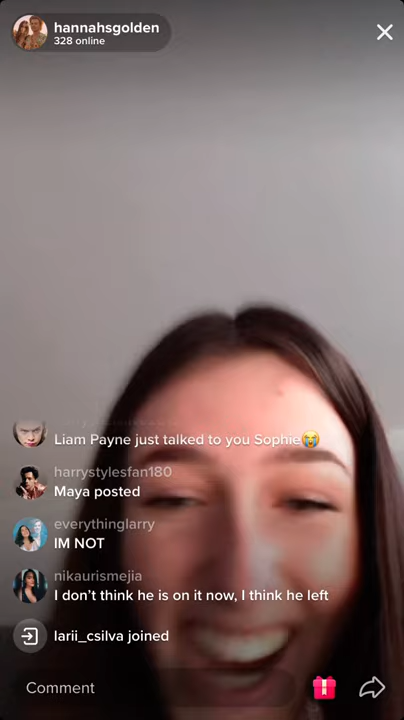 hannahsgolden
328 online
Liam Payne just talked to you Sophie😭
harrystylesfan180
Maya posted
everythinglarry
IM NOT
nikaurismejia
I don't think he is on it now, I think he left
larii_csilva joined
Comment